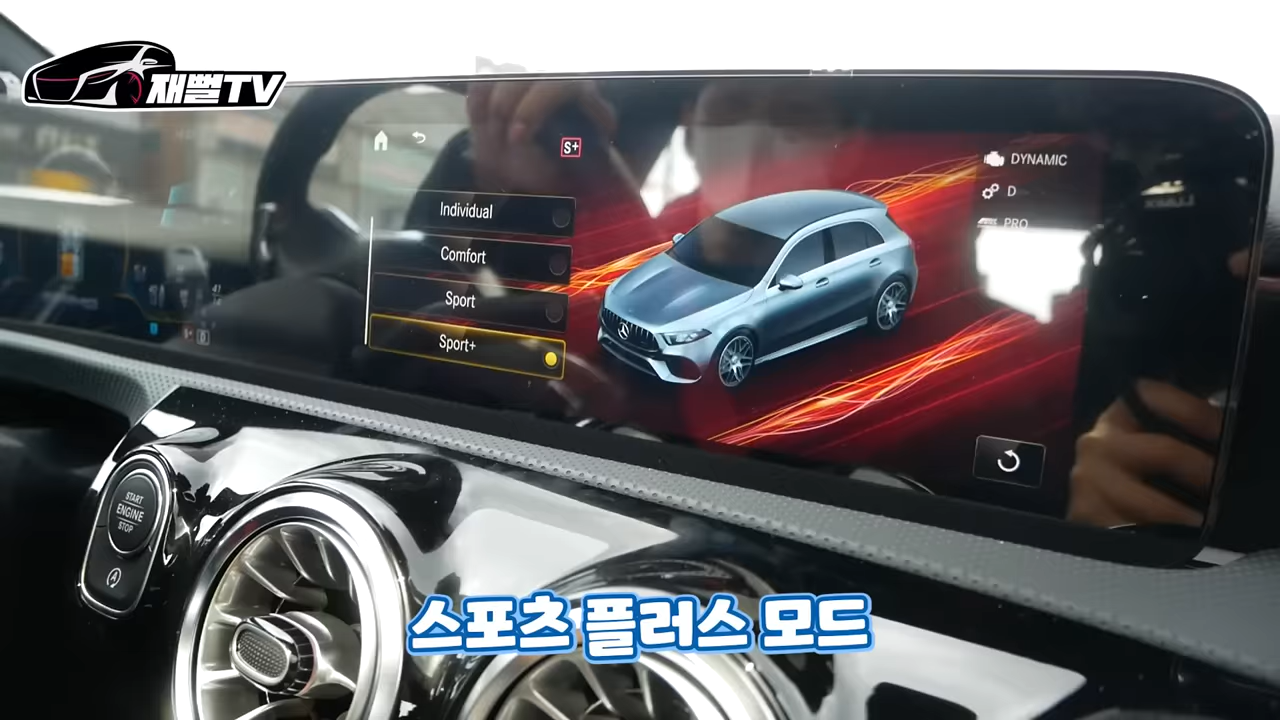 재뻘TV
S+
DYNAMIC
D
PRO
Individual
Comfort
Sport
Sport+
START
ENGINE
STOP
A
스포츠 플러스 모드